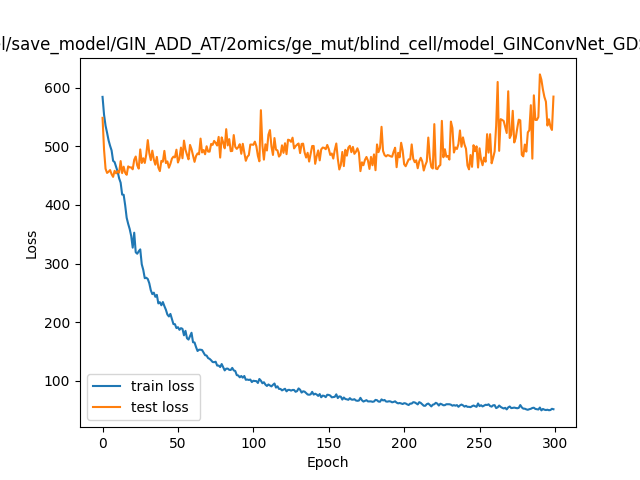 l/save_model/GIN_ADD_AT/2omics/ge_mut/blind_cell/model_GINConvNet_GD
600
500
400
300
200
100
Loss
train loss
test loss
0 50 100 150 200 250 300
Epoch